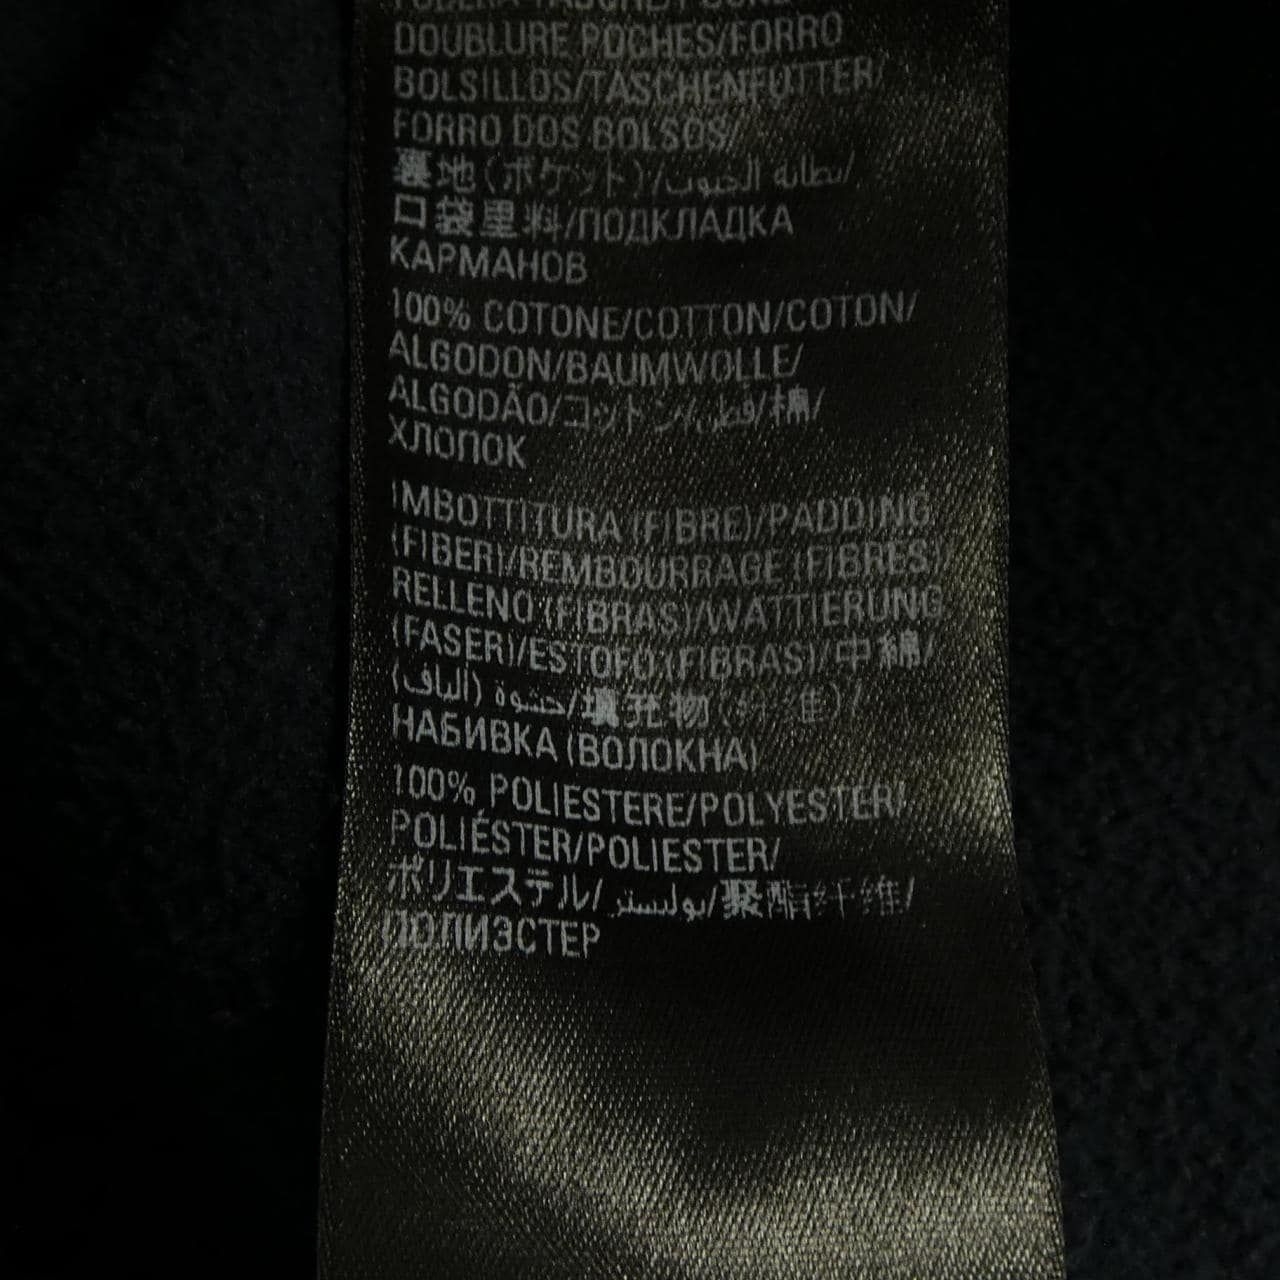 DOUBLURE POCHES/FORRO
BOLSILLOS/TASCHENFUTTER/
FORRO DOS BOLSOS/
裏地(ポケット)/بطانة الجيوب/
口袋里料/ПОДКЛАДКА
КАРМАНОВ
100% COTONE/COTTON/COTON/
ALGODON/BAUMWOLLE/
ALGODÃO/コットン/قطن/棉/
ХЛОПОК
IMBOTTITURA (FIBRE)/PADDING
(FIBER)/REMBOURRAGE (FIBRES)/
RELLENO (FIBRAS)/WATTIERUNG
(FASER)/ESTOFO (FIBRAS)/中綿/
حشوة (ألياف)/填充物(纤维)/
НАБИВКА (ВОЛОКНА)
100% POLIESTERE/POLYESTER/
POLIÉSTER/POLIESTER/
ポリエステル/بوليستر/聚酯纤维/
ПОЛИЭСТЕР